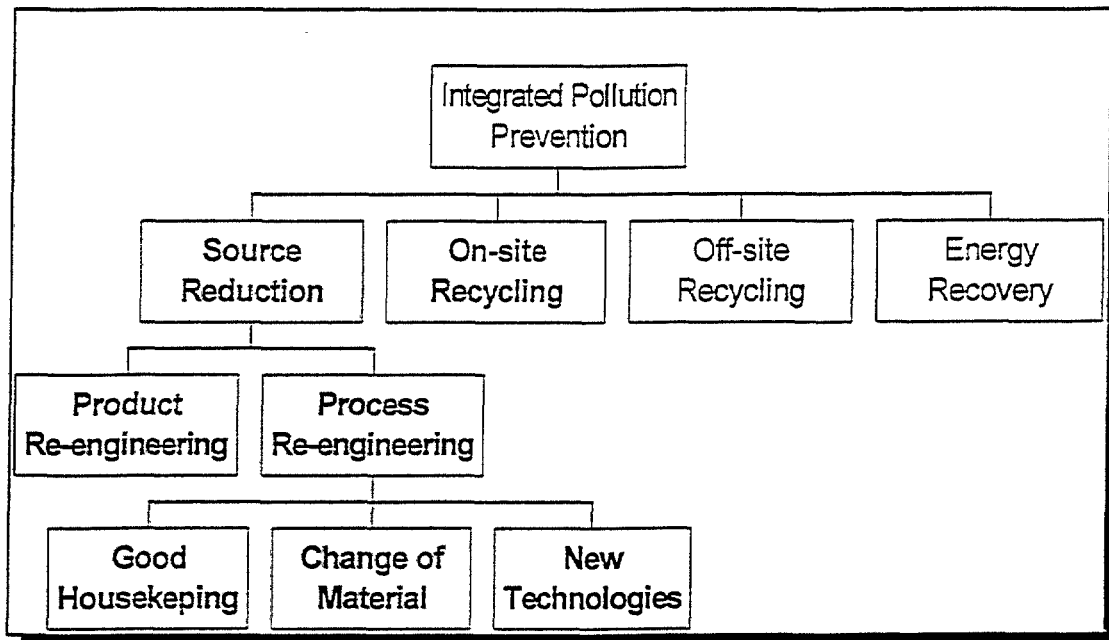 Integrated Pollution
Prevention
Source
Reduction
On-site
Recycling
Off-site
Recycling
Energy
Recovery
Product
Re-engineering
Process
Re-engineering
Good
Housekeping
Change of
Material
New
Technologies